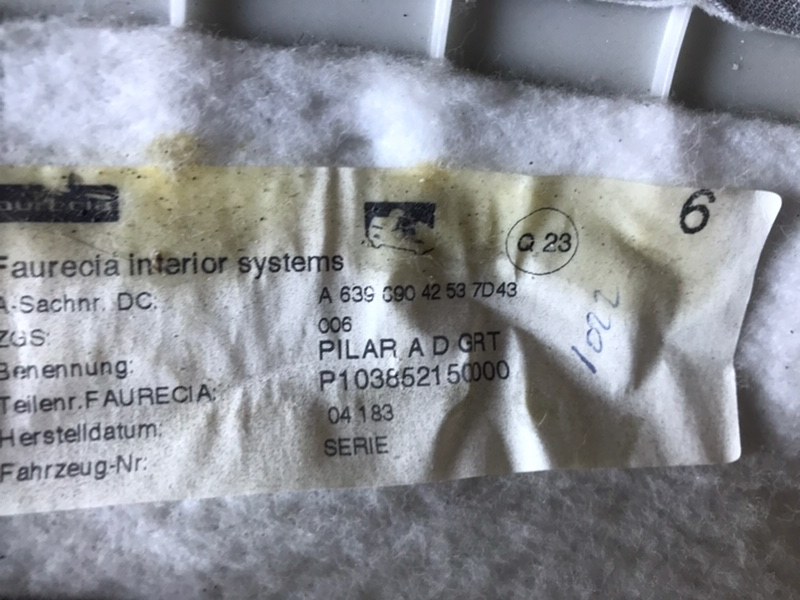 6
Q 23
Faurecia interior systems
A-Sachnr. DC: A 639 690 42 53 7D43
ZGS: 006
Benennung: PILAR A D GRT
Teilenr.FAURECIA: P103852150000
Herstelldatum: 04 183
Fahrzeug-Nr: SERIE
1022